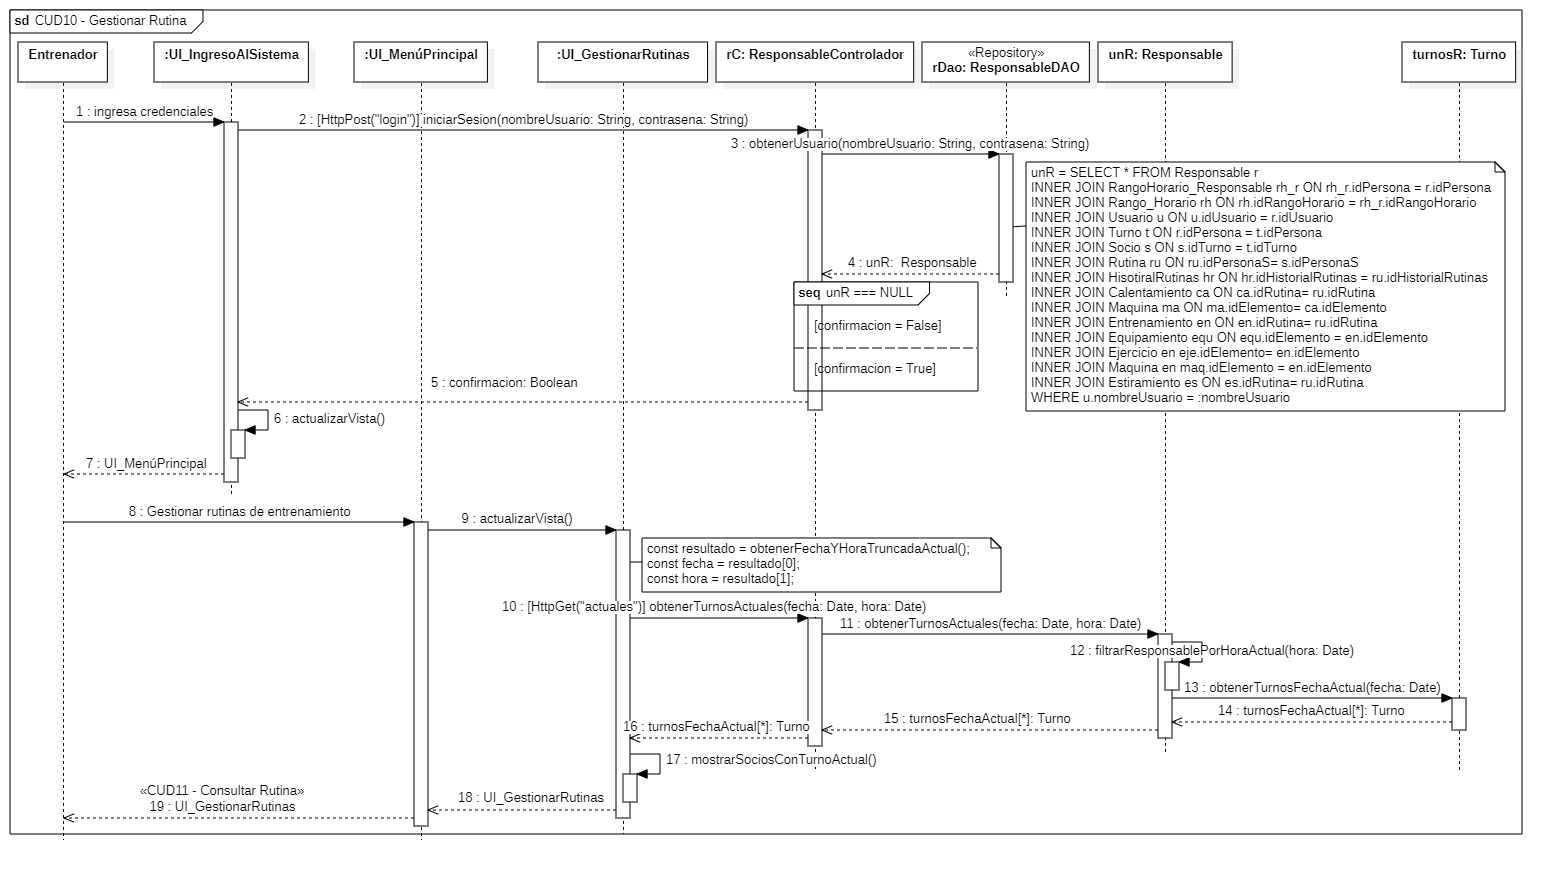 sd CUD10 - Gestionar Rutina
Entrenador
:UI_IngresoAlSistema
:UI_MenúPrincipal
:UI_GestionarRutinas
rC: ResponsableControlador
«Repository»
rDao: ResponsableDAO
unR: Responsable
turnosR: Turno
1 : ingresa credenciales
2 : [HttpPost("login")] iniciarSesion(nombreUsuario: String, contrasena: String)
3 : obtenerUsuario(nombreUsuario: String, contrasena: String)
unR = SELECT * FROM Responsable r
INNER JOIN RangoHorario_Responsable rh_r ON rh_r.idPersona = r.idPersona
INNER JOIN Rango_Horario rh ON rh.idRangoHorario = rh_r.idRangoHorario
INNER JOIN Usuario u ON u.idUsuario = r.idUsuario
INNER JOIN Turno t ON r.idPersona = t.idPersona
INNER JOIN Socio s ON s.idTurno = t.idTurno
INNER JOIN Rutina ru ON ru.idPersonaS= s.idPersonaS
INNER JOIN HisotiralRutinas hr ON hr.idHistorialRutinas = ru.idHistorialRutinas
INNER JOIN Calentamiento ca ON ca.idRutina= ru.idRutina
INNER JOIN Maquina ma ON ma.idElemento= ca.idElemento
INNER JOIN Entrenamiento en ON en.idRutina= ru.idRutina
INNER JOIN Equipamiento equ ON equ.idElemento = en.idElemento
INNER JOIN Ejercicio en eje.idElemento= en.idElemento
INNER JOIN Maquina en maq.idElemento = en.idElemento
INNER JOIN Estiramiento es ON es.idRutina= ru.idRutina
WHERE u.nombreUsuario = :nombreUsuario
4 : unR:  Responsable
seq unR === NULL
[confirmacion = False]
[confirmacion = True]
5 : confirmacion: Boolean
6 : actualizarVista()
7 : UI_MenúPrincipal
8 : Gestionar rutinas de entrenamiento
9 : actualizarVista()
const resultado = obtenerFechaYHoraTruncadaActual();
const fecha = resultado[0];
const hora = resultado[1];
10 : [HttpGet("actuales")] obtenerTurnosActuales(fecha: Date, hora: Date)
11 : obtenerTurnosActuales(fecha: Date, hora: Date)
12 : filtrarResponsablePorHoraActual(hora: Date)
13 : obtenerTurnosFechaActual(fecha: Date)
14 : turnosFechaActual[*]: Turno
15 : turnosFechaActual[*]: Turno
16 : turnosFechaActual[*]: Turno
17 : mostrarSociosConTurnoActual()
18 : UI_GestionarRutinas
«CUD11 - Consultar Rutina»
19 : UI_GestionarRutinas